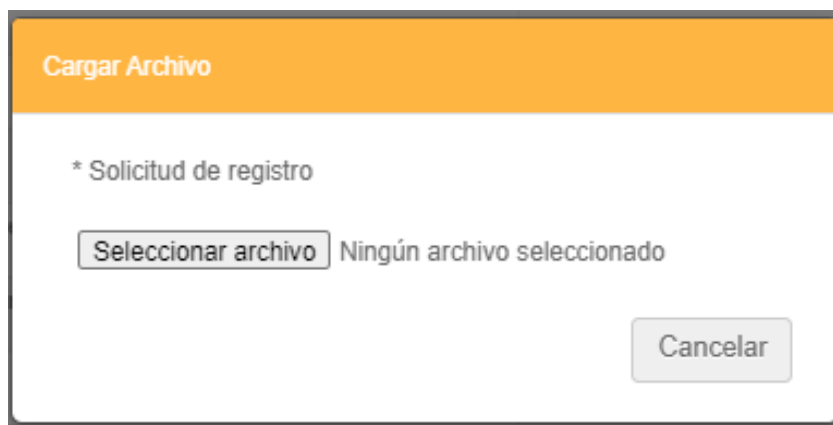 Cargar Archivo
* Solicitud de registro
Seleccionar archivo Ningún archivo seleccionado
Cancelar